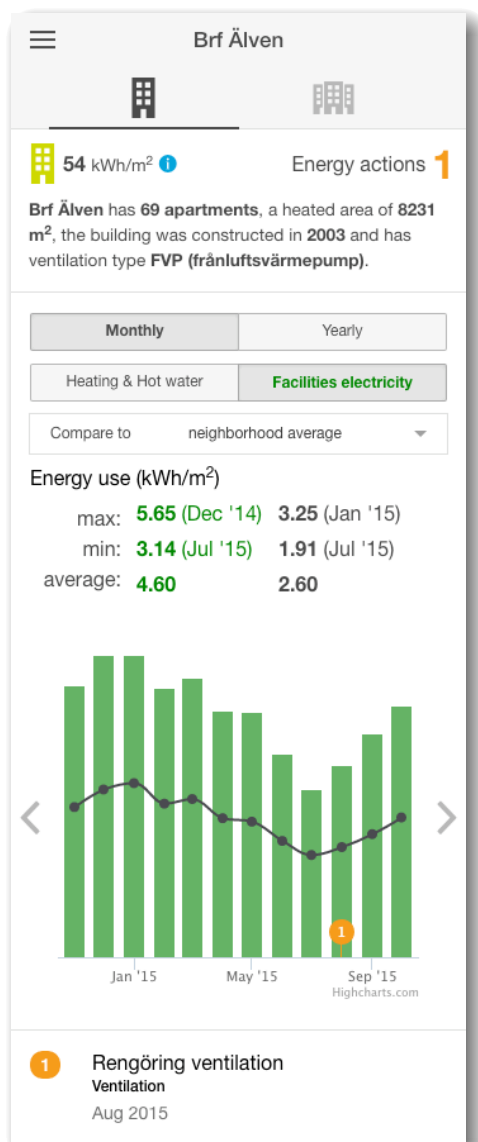 Brf Älven
54 kWh/m² i Energy actions 1
Brf Älven has 69 apartments, a heated area of 8231
m², the building was constructed in 2003 and has
ventilation type FVP (frånluftsvärmepump).
Monthly Yearly
Heating & Hot water Facilities electricity
Compare to neighborhood average
Energy use (kWh/m²)
max: 5.65 (Dec '14) 3.25 (Jan '15)
min: 3.14 (Jul '15) 1.91 (Jul '15)
average: 4.60 2.60
1
Jan '15 May '15 Sep '15
Highcharts.com
1 Rengöring ventilation
Ventilation
Aug 2015